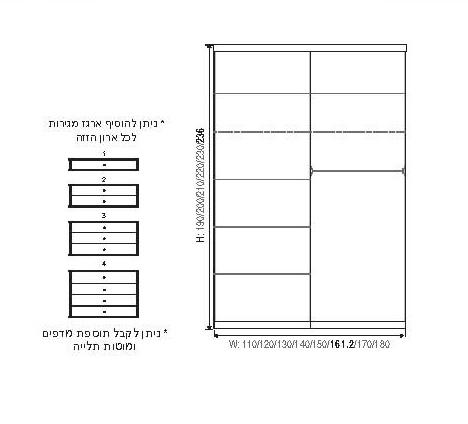 * ניתן להוסיף ארגז מגירות
לכל ארון הזזה
1
2
3
4
* ניתן לקבל תוספת מדפים
ומוטות תלייה
H: 190/200/210/220/230/236
W: 110/120/130/140/150/161.2/170/180